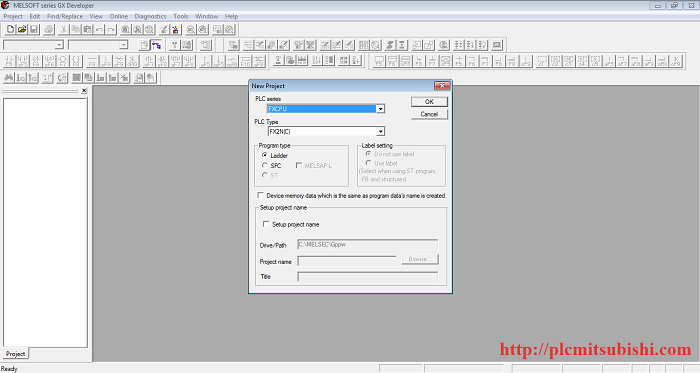 MELSOFT series GX Developer
Project Edit Find/Replace View Online Diagnostics Tools Window Help
New Project
PLC series
FXCPU
OK
Cancel
PLC Type
FX2N(C)
Program type
Label setting
Ladder
Do not use label
SFC
MELSAP-L
Use label
ST
(Select when using ST program,
FB and structures)
Device memory data which is the same as program data's name is created.
Setup project name
Setup project name
Drive/Path
C:\MELSEC\Gppw
Project name
Browse...
Title
Project
http://plcmitsubishi.com
Ready